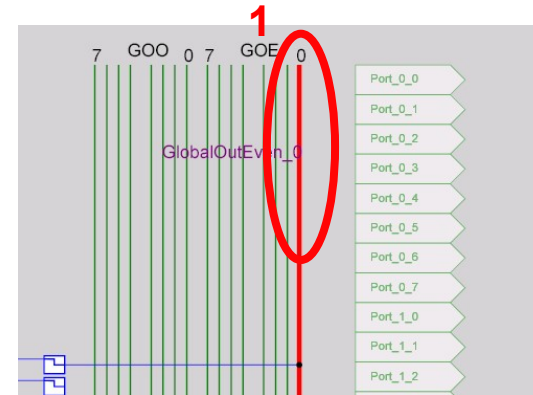 1
7 GOO 0 7 GOE 0
Port_0_0
Port_0_1
GlobalOutEven_0
Port_0_2
Port_0_3
Port_0_4
Port_0_5
Port_0_6
Port_0_7
Port_1_0
Port_1_1
Port_1_2